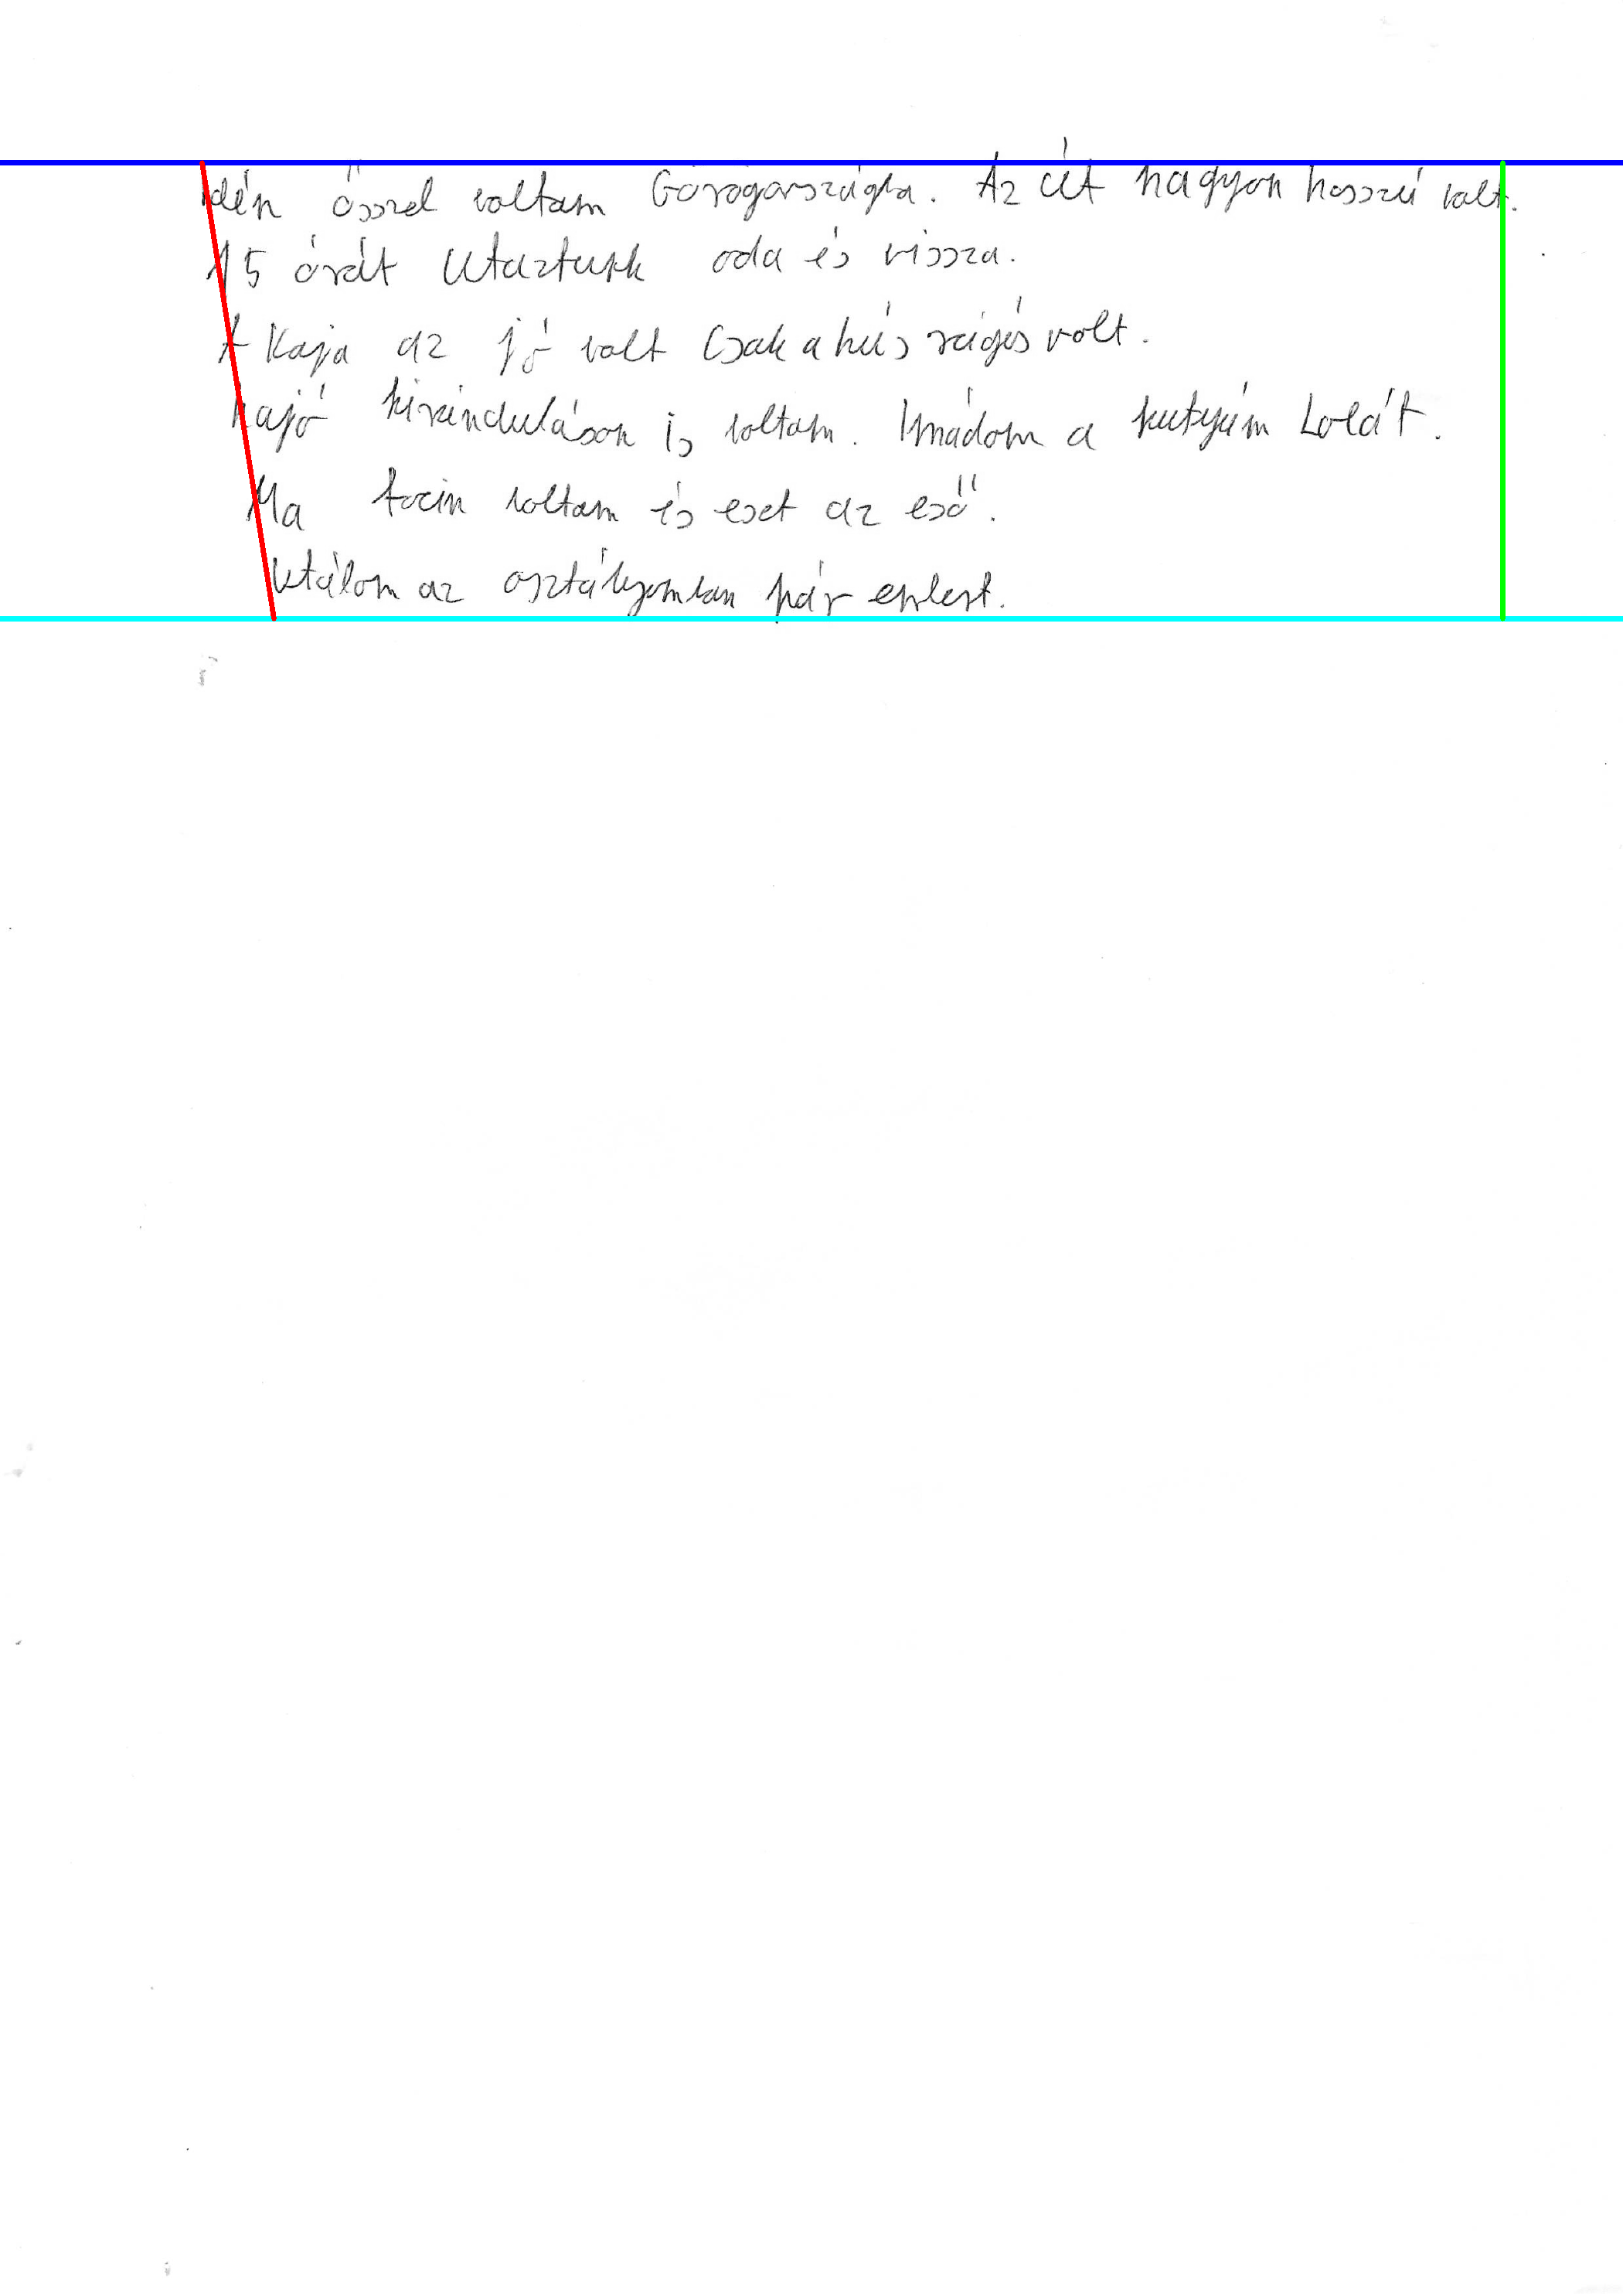 Idén ősszel voltam Görögországba. Az út nagyon hosszú volt.
15 órát Utaztunk oda és vissza.
A Kaja az jó volt Csak a hús rágós volt.
hajó kiránduláson is voltam. Imádom a kutyám Lolát.
Ma focin voltam és eset az eső.
Utálom az osztályomban pár embert.